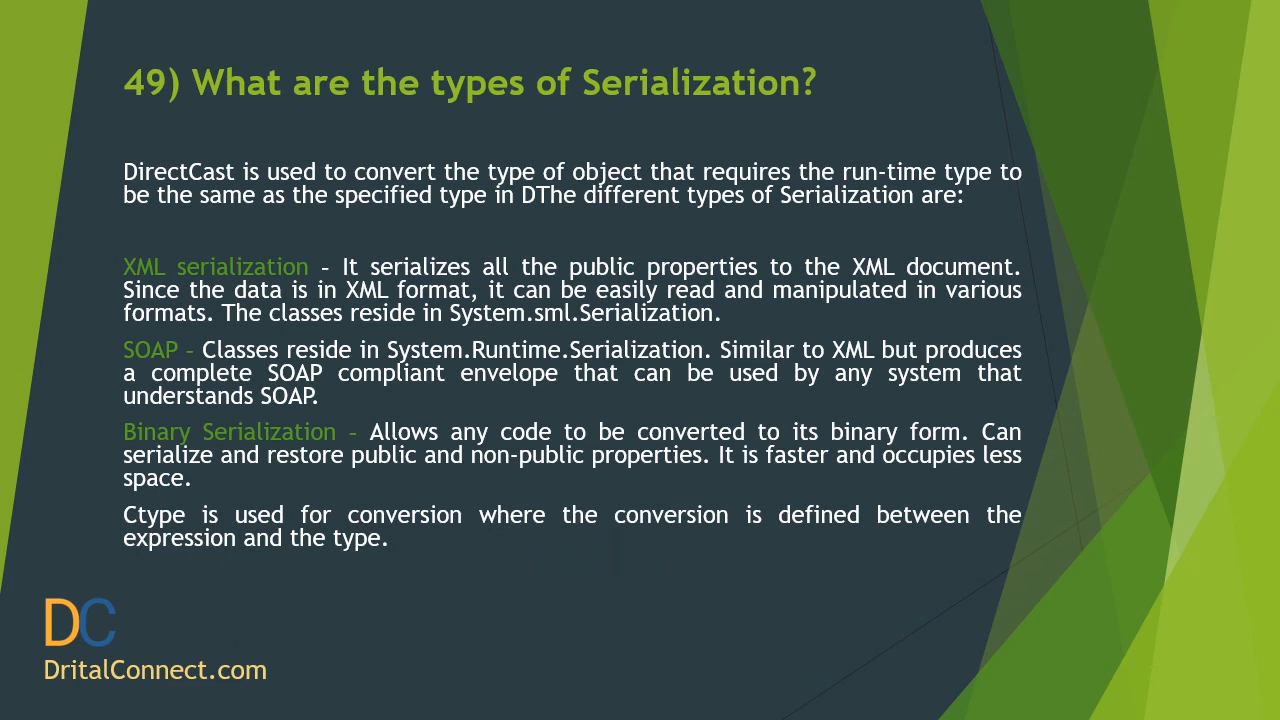 49) What are the types of Serialization?
DirectCast is used to convert the type of object that requires the run-time type to
be the same as the specified type in DThe different types of Serialization are:
XML serialization – It serializes all the public properties to the XML document.
Since the data is in XML format, it can be easily read and manipulated in various
formats. The classes reside in System.sml.Serialization.
SOAP – Classes reside in System.Runtime.Serialization. Similar to XML but produces
a complete SOAP compliant envelope that can be used by any system that
understands SOAP.
Binary Serialization – Allows any code to be converted to its binary form. Can
serialize and restore public and non-public properties. It is faster and occupies less
space.
Ctype is used for conversion where the conversion is defined between the
expression and the type.
DC
DritalConnect.com